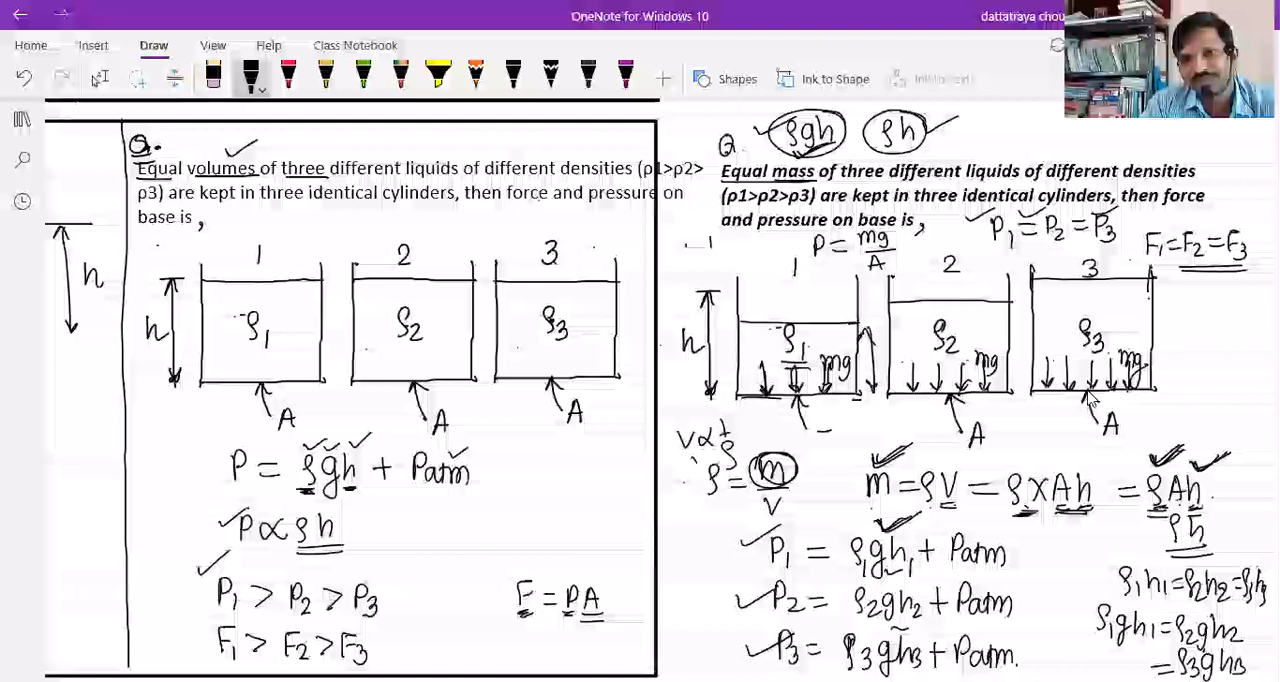 OneNote for Windows 10
dattatraya chou
Home Insert Draw View Help Class Notebook
Shapes Ink to Shape
Q.
Equal volumes of three different liquids of different densities (ρ1>ρ2>
ρ3) are kept in three identical cylinders, then force and pressure on
base is ,
h
1 2 3
h ρ1 ρ2 ρ3
A A A
P = ρgh + Patm
P ∝ ρh
P1 > P2 > P3
F = PA
F1 > F2 > F3
Q. ρgh ρh
Equal mass of three different liquids of different densities
(ρ1>ρ2>ρ3) are kept in three identical cylinders, then force
and pressure on base is ,
P1 = P2 = P3
F1 = F2 = F3
P = mg/A
1 2 3
h ρ1 mg ρ2 mg ρ3 mg
A A
V ∝ 1/ρ
ρ = m/V
m = ρV = ρ × Ah = ρAh
ρh
P1 = ρ1gh1 + Patm
P2 = ρ2gh2 + Patm
P3 = ρ3gh3 + Patm.
ρ1h1 = ρ2h2 = ρ3h3
ρ1gh1 = ρ2gh2
= ρ3gh3